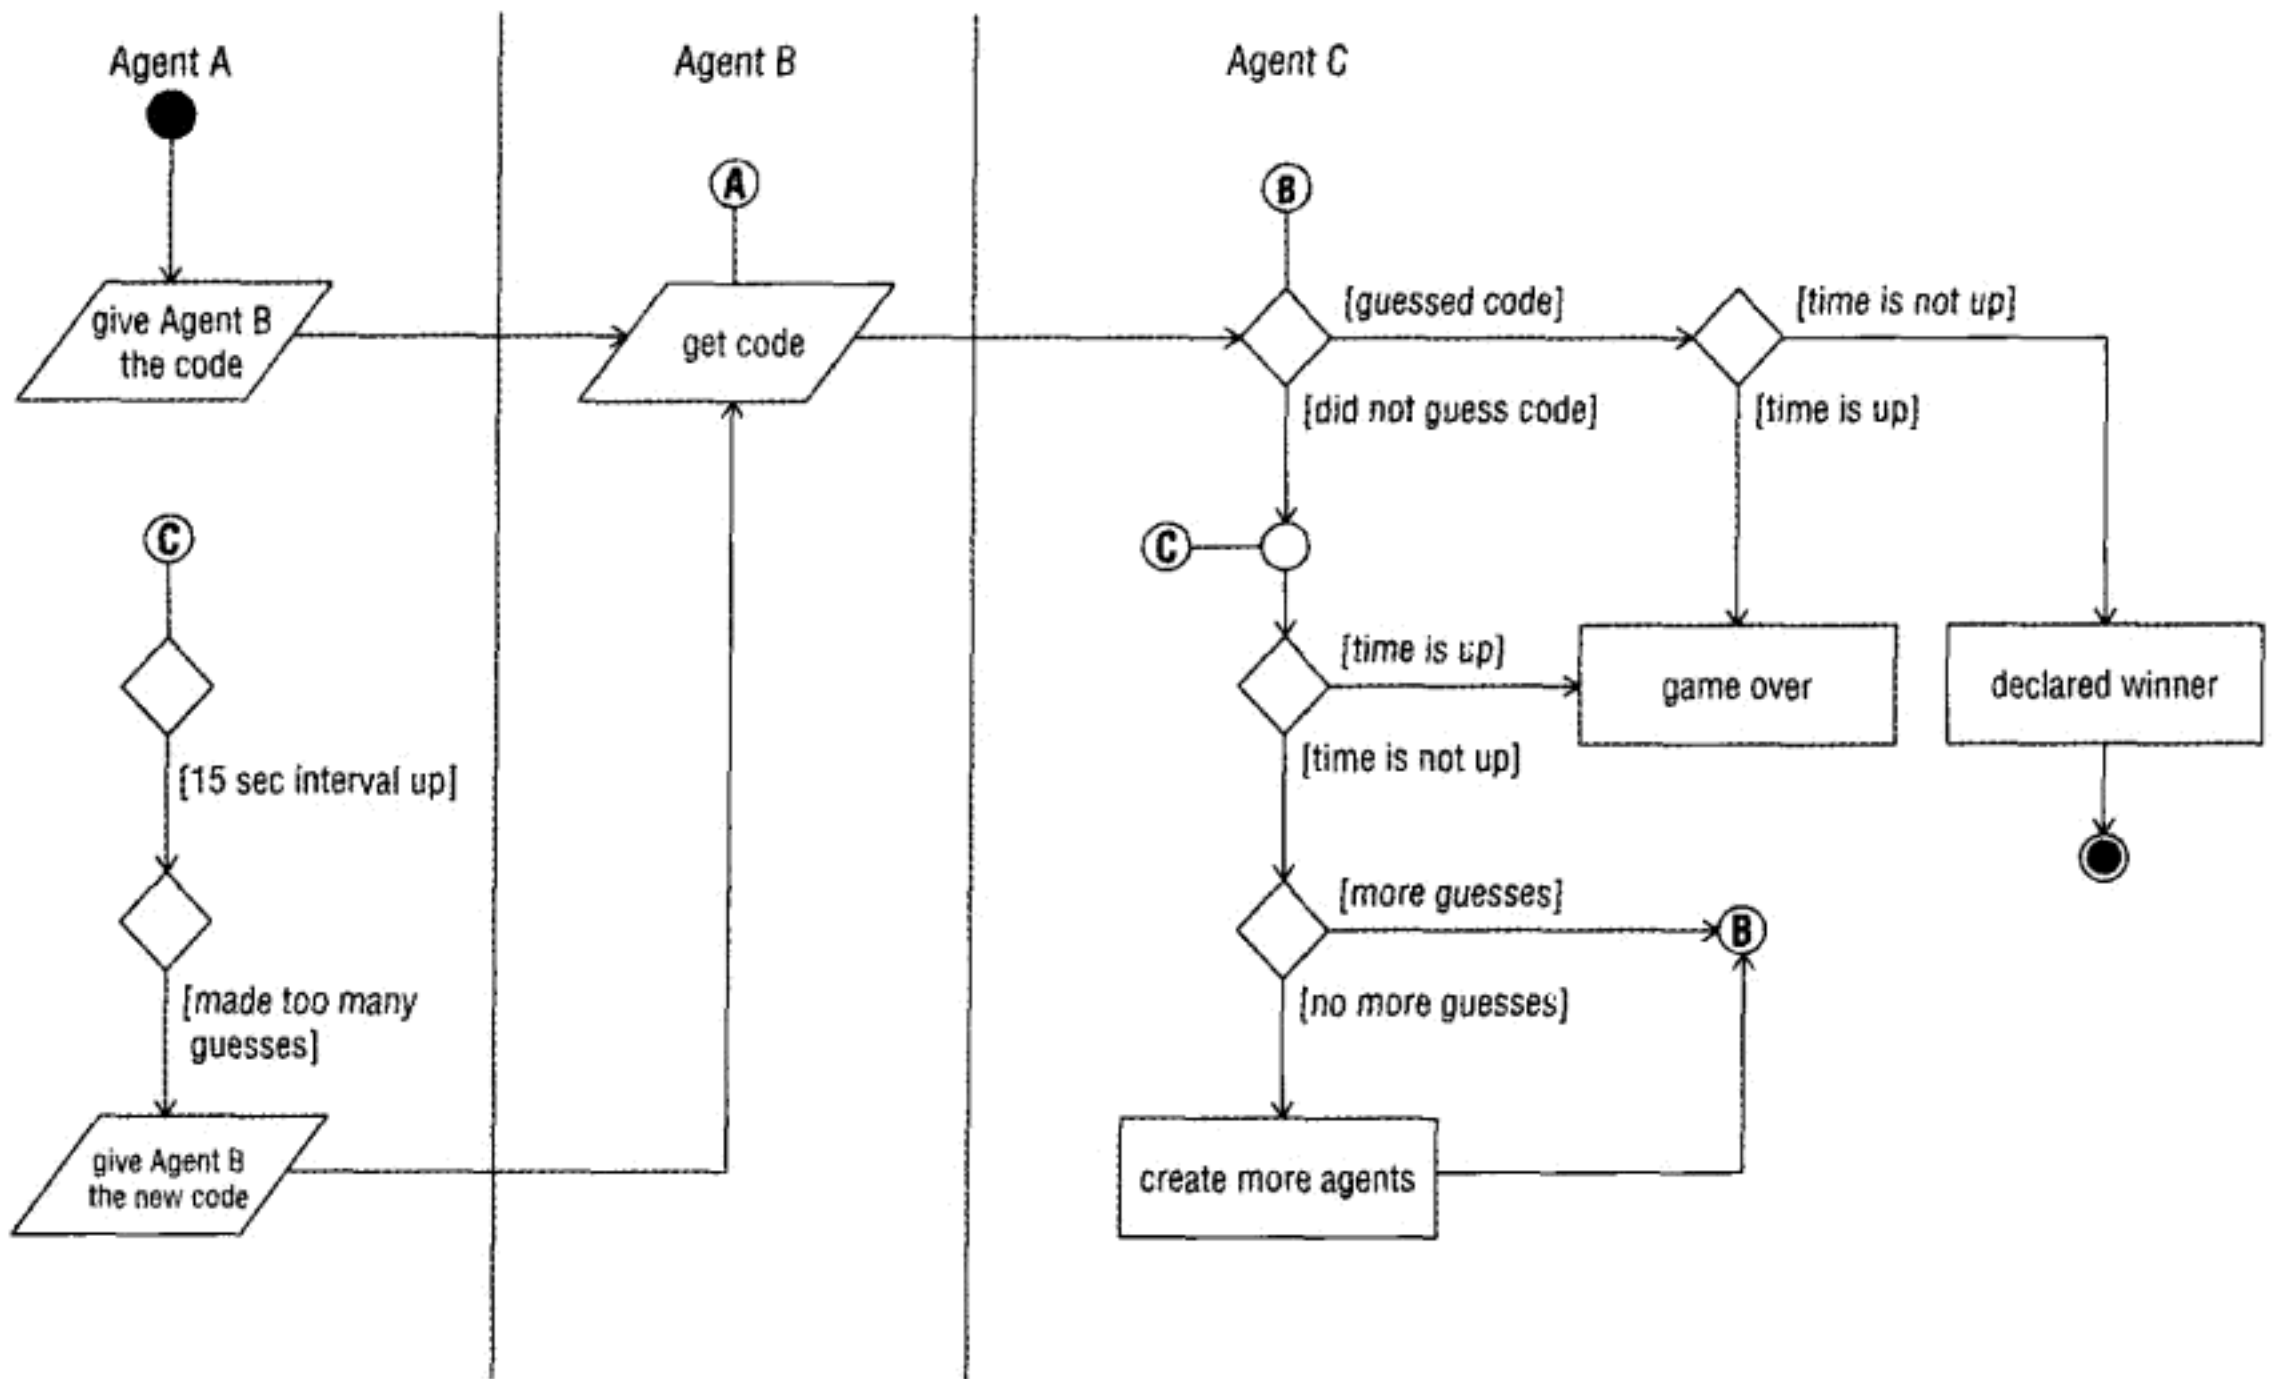 Agent A
Agent B
Agent C
A
B
give Agent B
the code
get code
[guessed code]
[time is not up]
[did not guess code]
[time is up]
C
C
[time is up]
game over
declared winner
[15 sec interval up]
[time is not up]
[more guesses]
B
[made too many
guesses]
[no more guesses]
give Agent B
the new code
create more agents